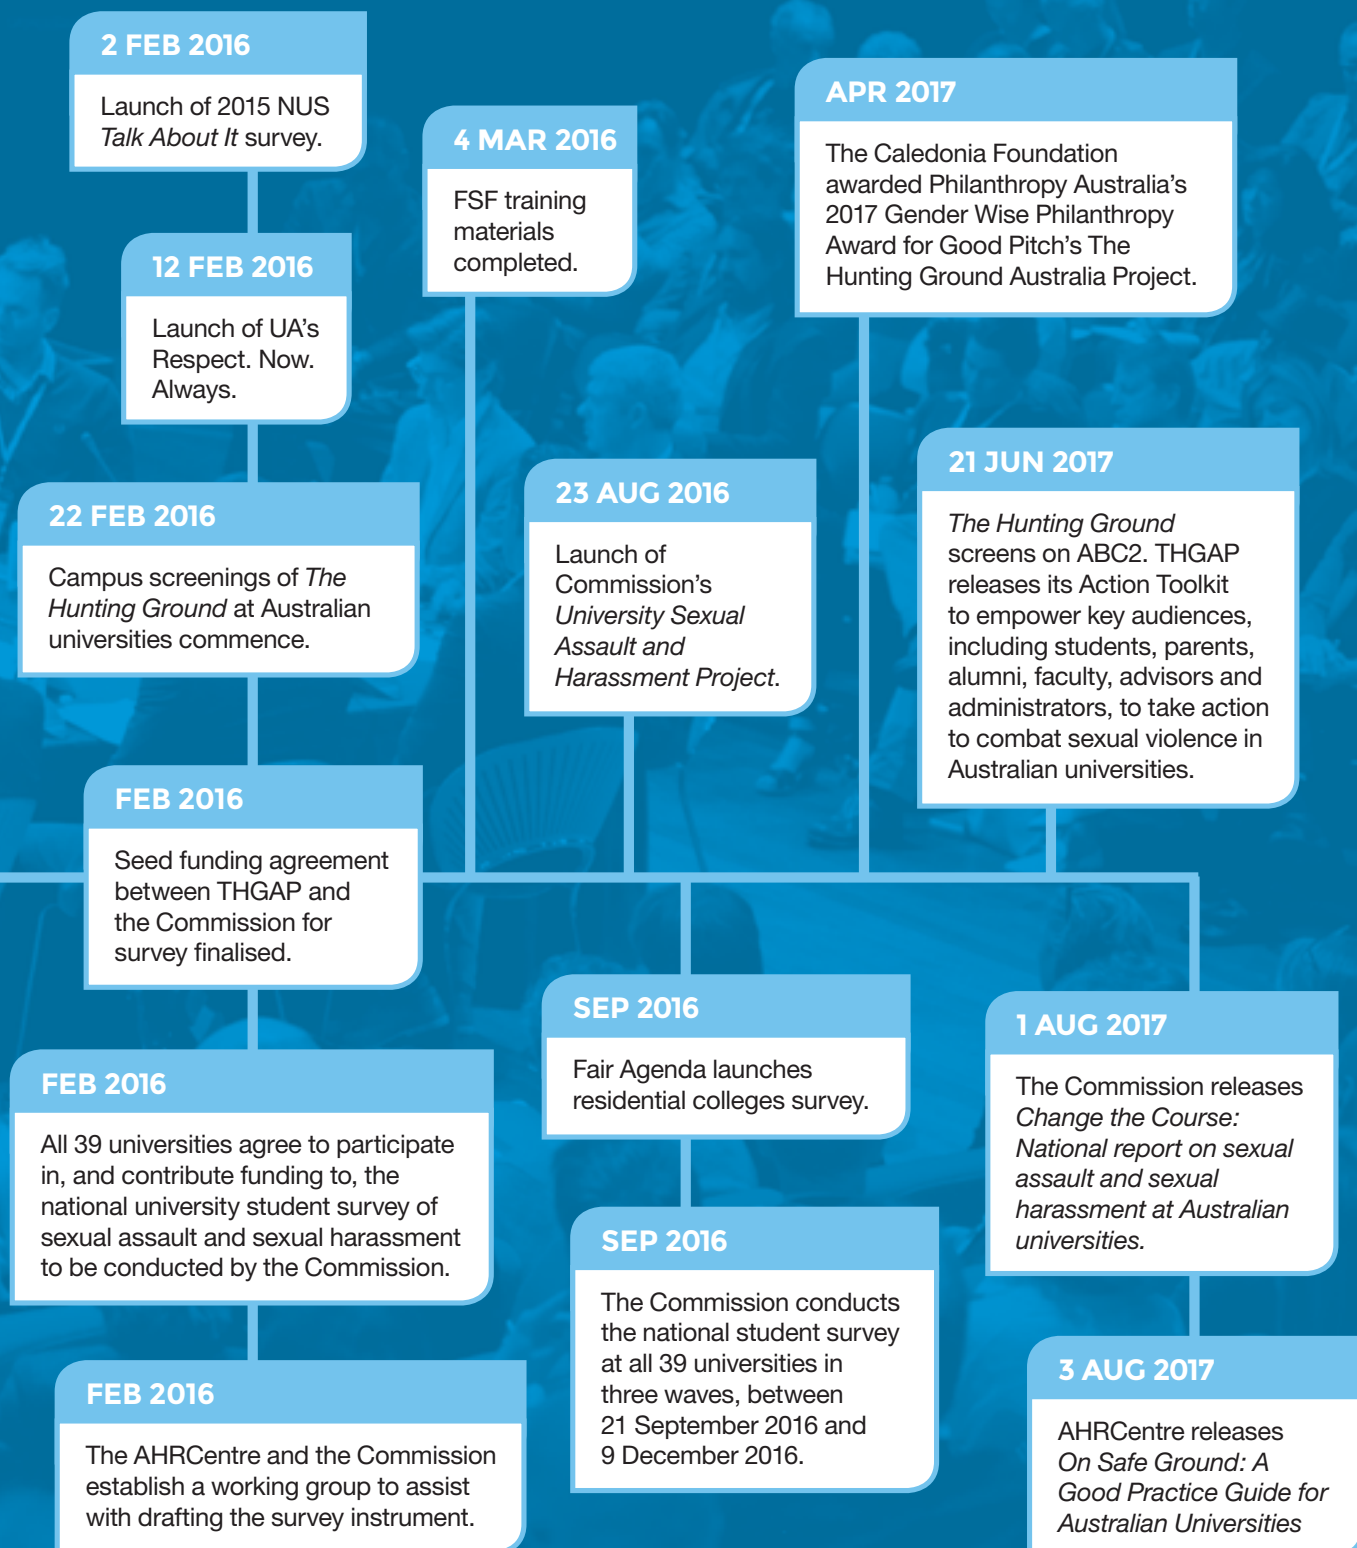 2 FEB 2016
Launch of 2015 NUS
Talk About It survey.
12 FEB 2016
Launch of UA's
Respect. Now.
Always.
22 FEB 2016
Campus screenings of The
Hunting Ground at Australian
universities commence.
FEB 2016
Seed funding agreement
between THGAP and
the Commission for
survey finalised.
FEB 2016
All 39 universities agree to participate
in, and contribute funding to, the
national university student survey of
sexual assault and sexual harassment
to be conducted by the Commission.
FEB 2016
The AHRCentre and the Commission
establish a working group to assist
with drafting the survey instrument.
4 MAR 2016
FSF training
materials
completed.
23 AUG 2016
Launch of
Commission's
University Sexual
Assault and
Harassment Project.
SEP 2016
Fair Agenda launches
residential colleges survey.
SEP 2016
The Commission conducts
the national student survey
at all 39 universities in
three waves, between
21 September 2016 and
9 December 2016.
APR 2017
The Caledonia Foundation
awarded Philanthropy Australia's
2017 Gender Wise Philanthropy
Award for Good Pitch's The
Hunting Ground Australia Project.
21 JUN 2017
The Hunting Ground
screens on ABC2. THGAP
releases its Action Toolkit
to empower key audiences,
including students, parents,
alumni, faculty, advisors and
administrators, to take action
to combat sexual violence in
Australian universities.
1 AUG 2017
The Commission releases
Change the Course:
National report on sexual
assault and sexual
harassment at Australian
universities.
3 AUG 2017
AHRCentre releases
On Safe Ground: A
Good Practice Guide for
Australian Universities